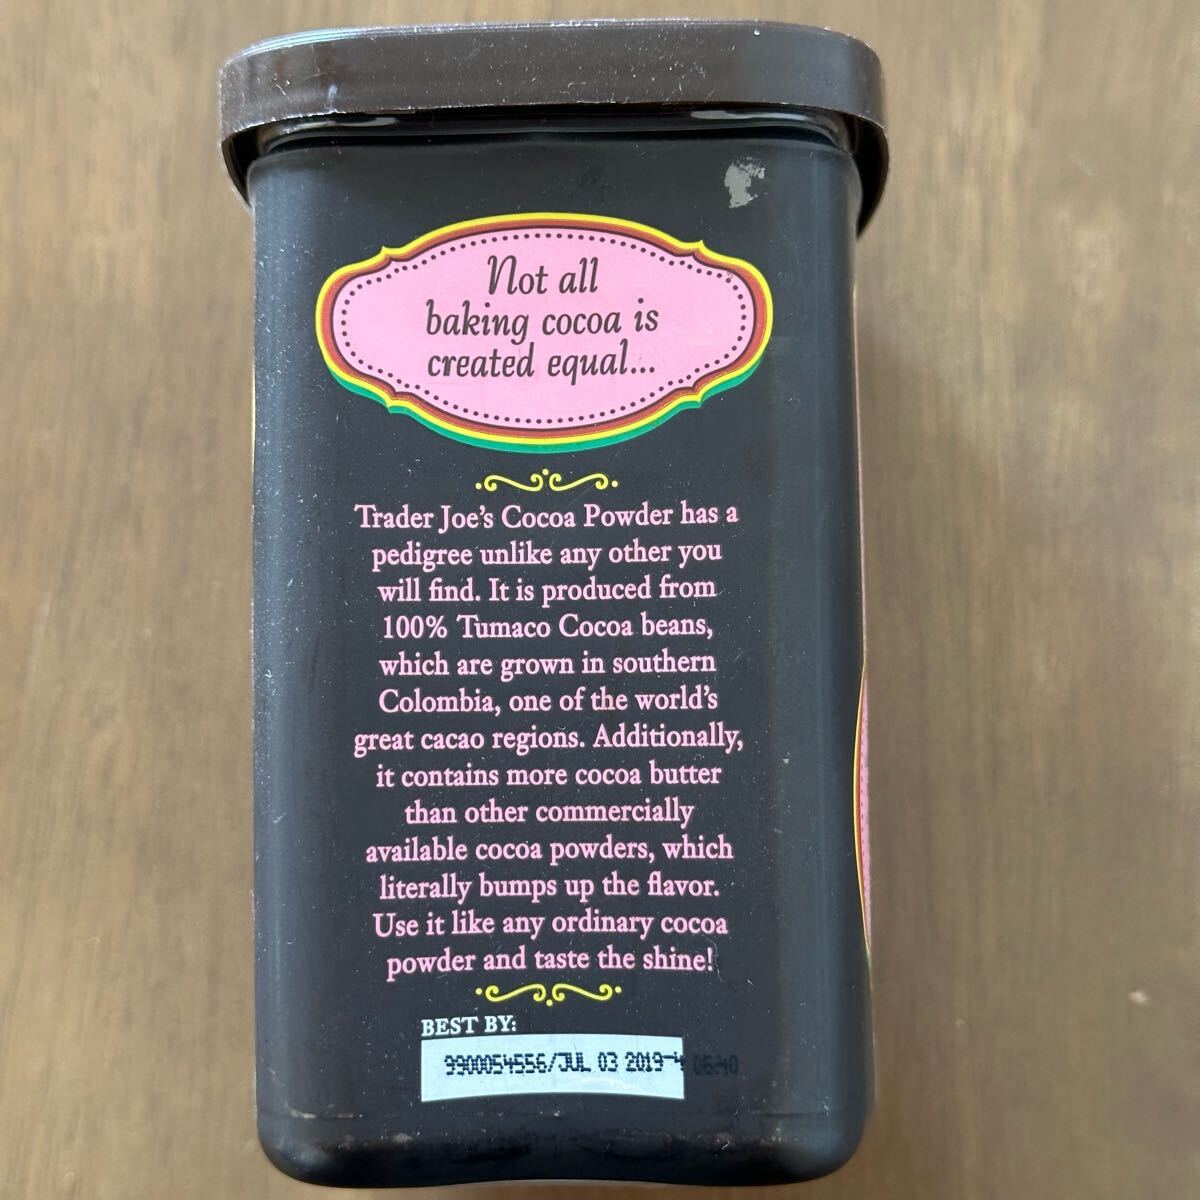 Not all
baking cocoa is
created equal...
Trader Joe's Cocoa Powder has a
pedigree unlike any other you
will find. It is produced from
100% Tumaco Cocoa beans,
which are grown in southern
Colombia, one of the world's
great cacao regions. Additionally,
it contains more cocoa butter
than other commercially
available cocoa powders, which
literally bumps up the flavor.
Use it like any ordinary cocoa
powder and taste the shine!
BEST BY:
9900054556/JUL 03 2019-4 06:40